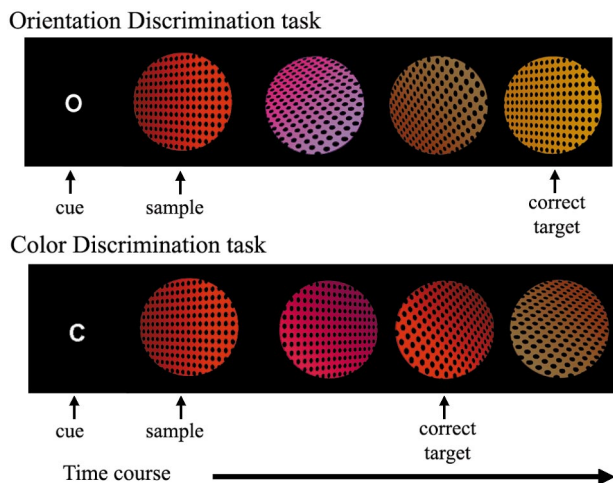 Orientation Discrimination task
O
cue
sample
correct
target
Color Discrimination task
C
cue
sample
correct
target
Time course